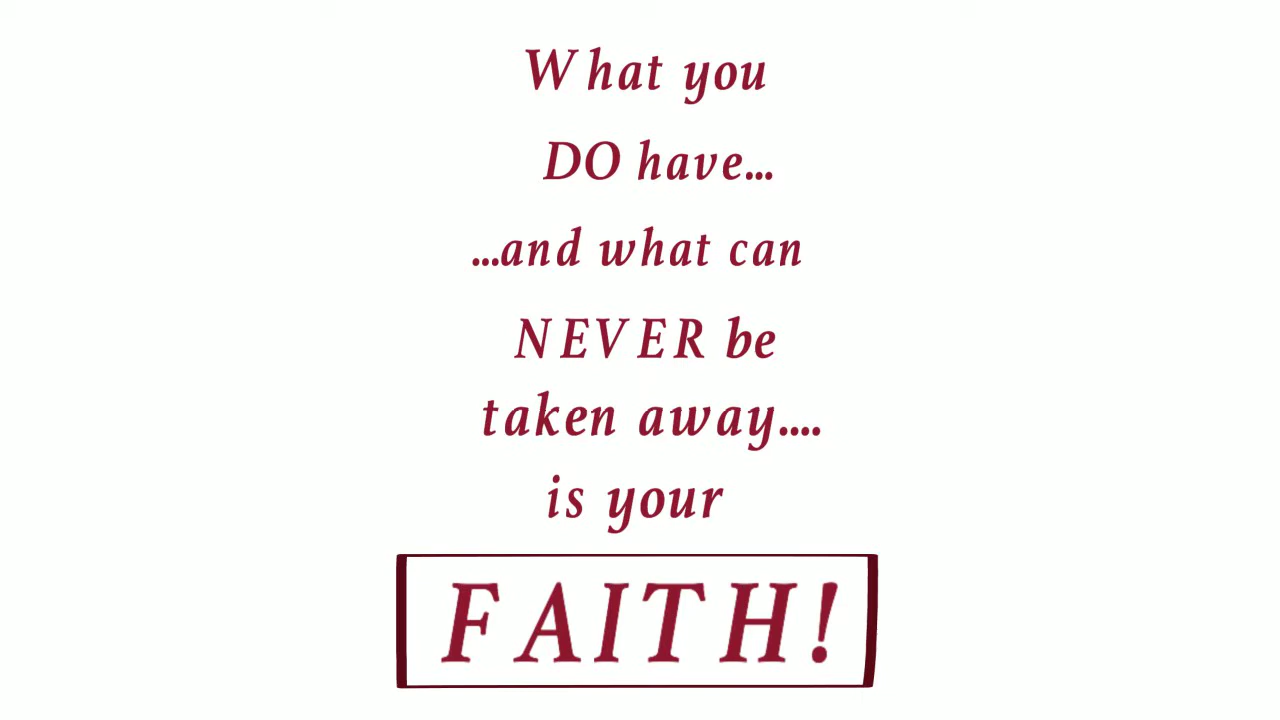 What you
DO have...
...and what can
NEVER be
taken away....
is your
FAITH!